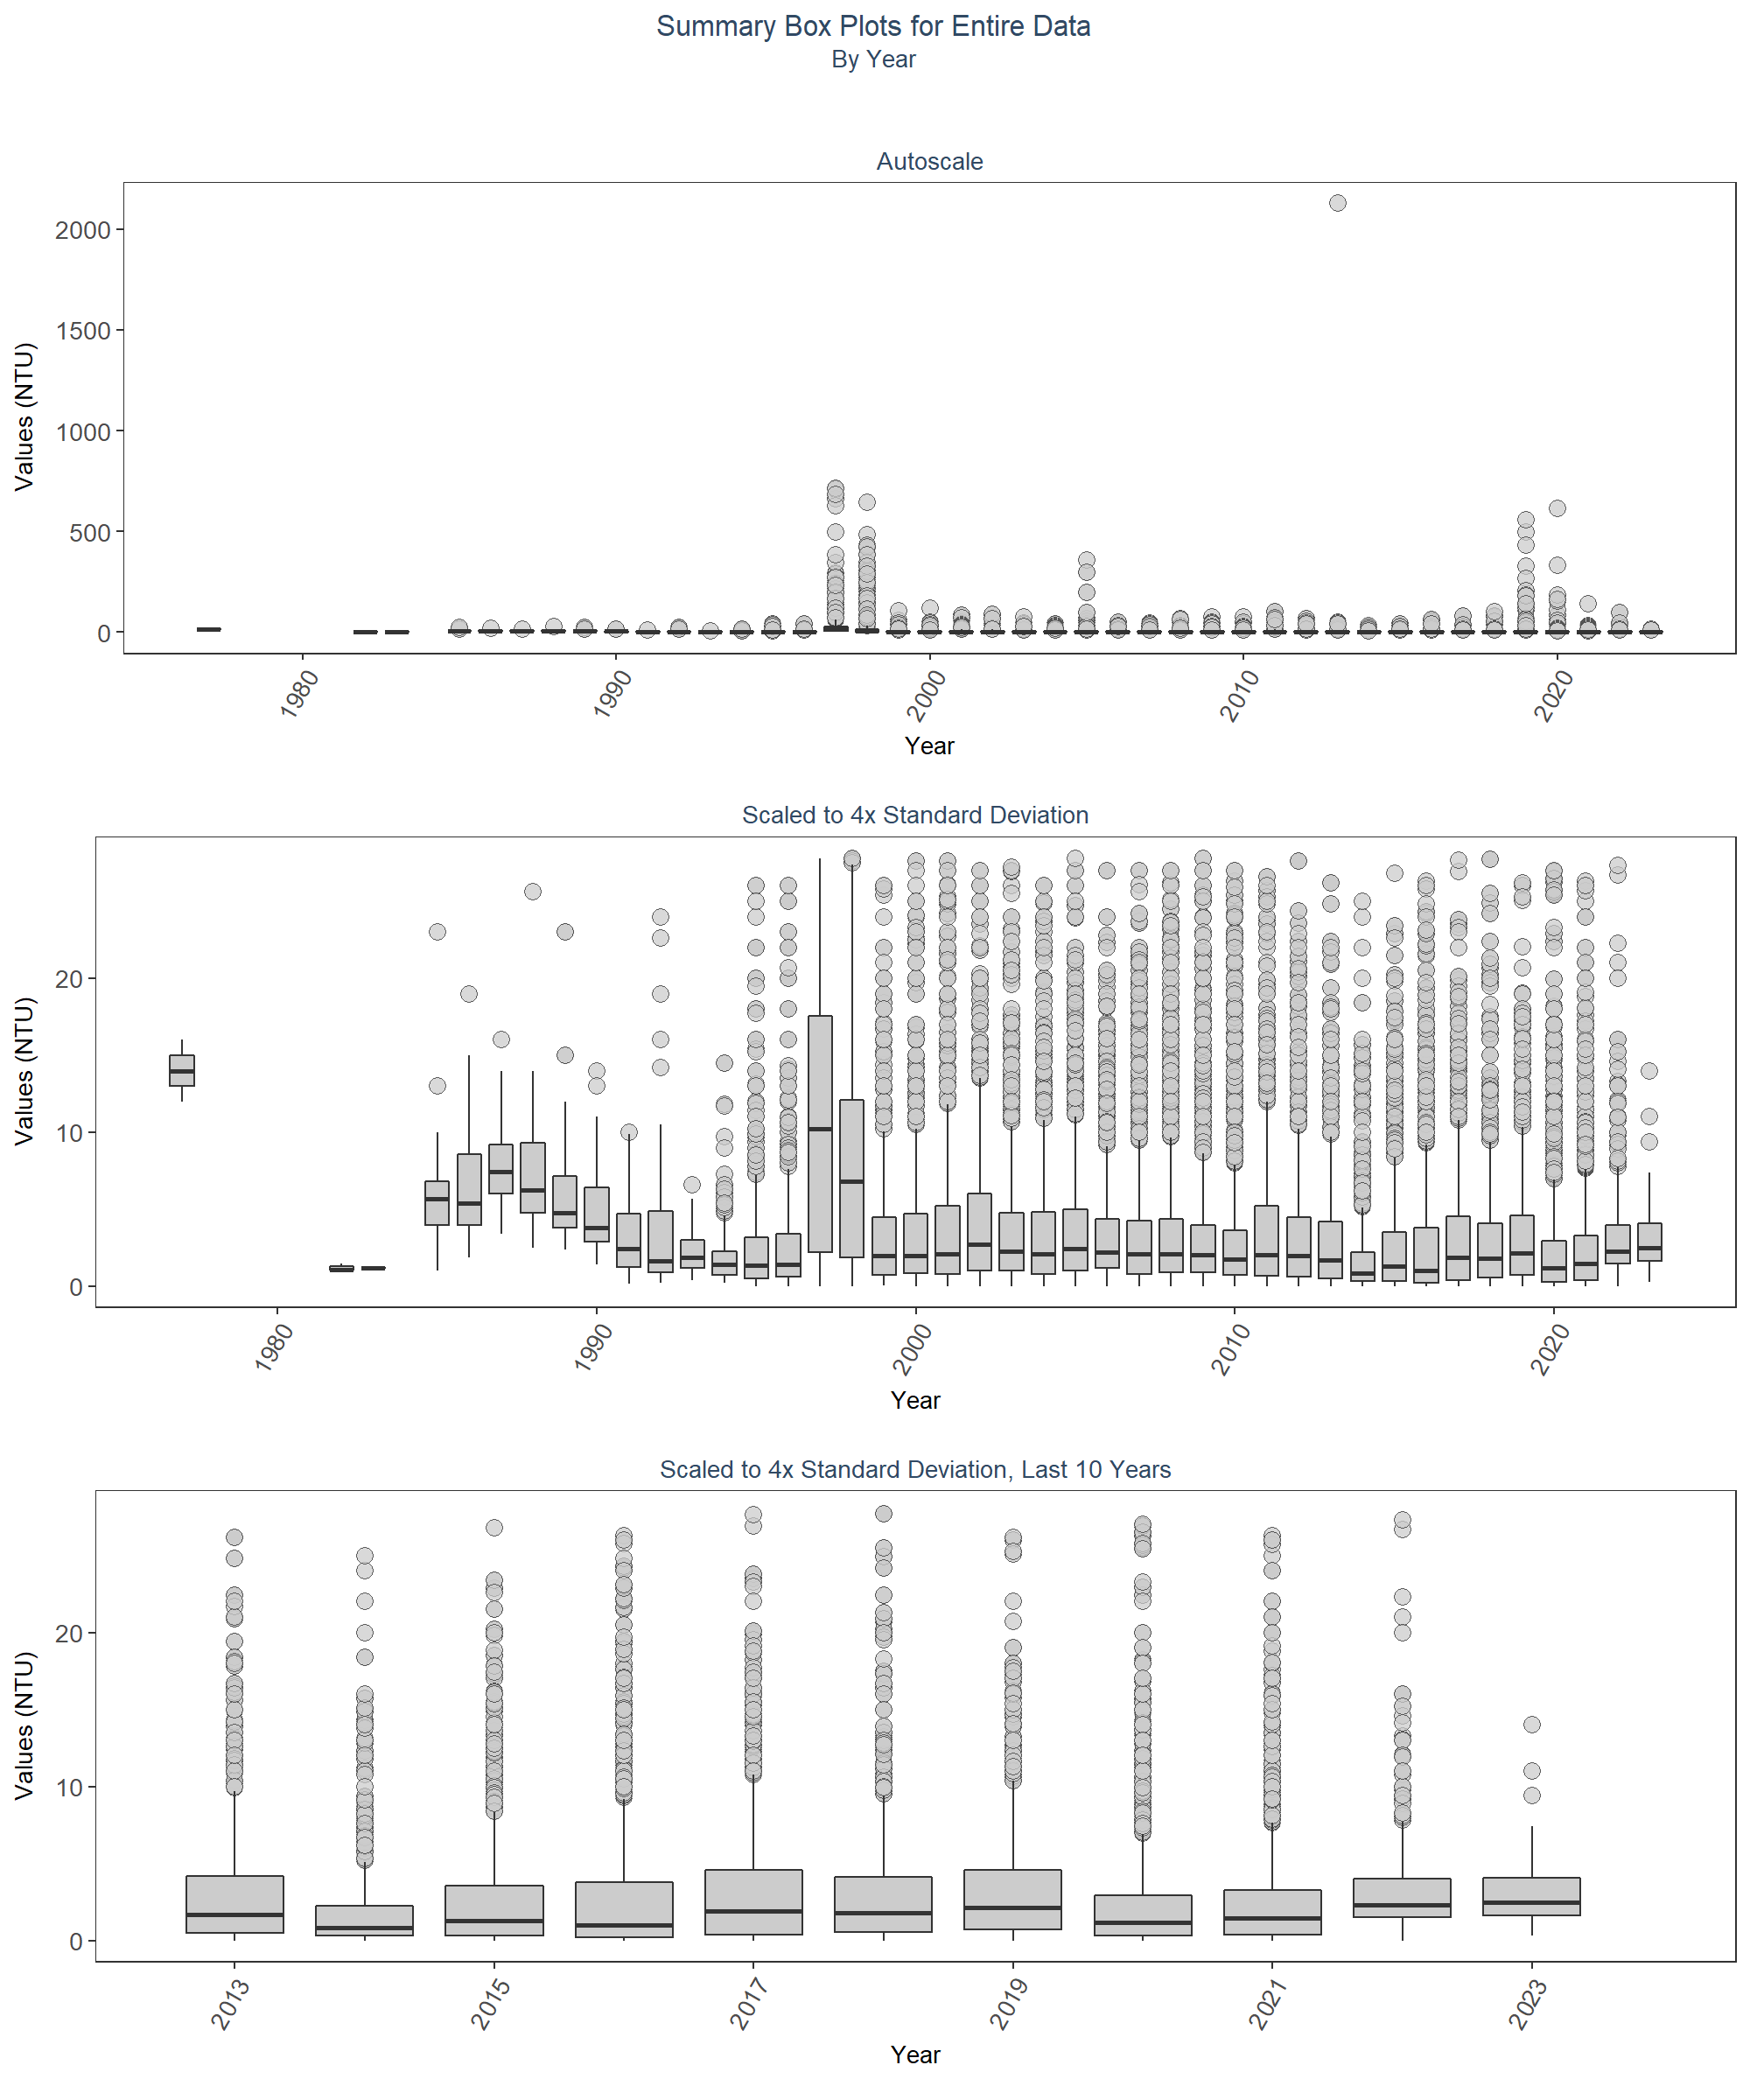 Summary Box Plots for Entire Data
By Year
Autoscale
Values (NTU)
2000
1500
1000
500
0
1980
1990
2000
2010
2020
Year
Scaled to 4x Standard Deviation
Values (NTU)
20
10
0
1980
1990
2000
2010
2020
Year
Scaled to 4x Standard Deviation, Last 10 Years
Values (NTU)
20
10
0
2013
2015
2017
2019
2021
2023
Year